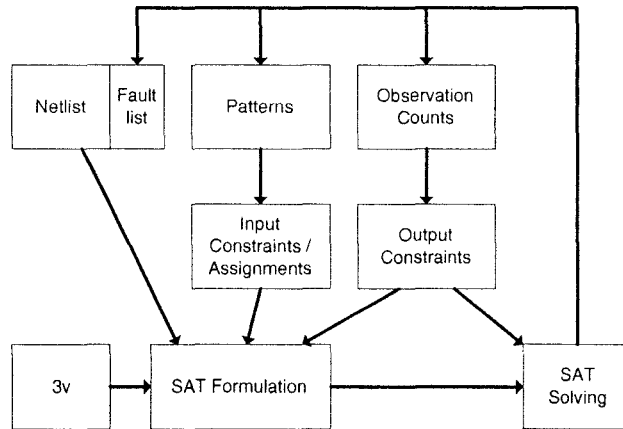 Netlist
Fault
list
Patterns
Observation
Counts
Input
Constraints /
Assignments
Output
Constraints
3v
SAT Formulation
SAT
Solving